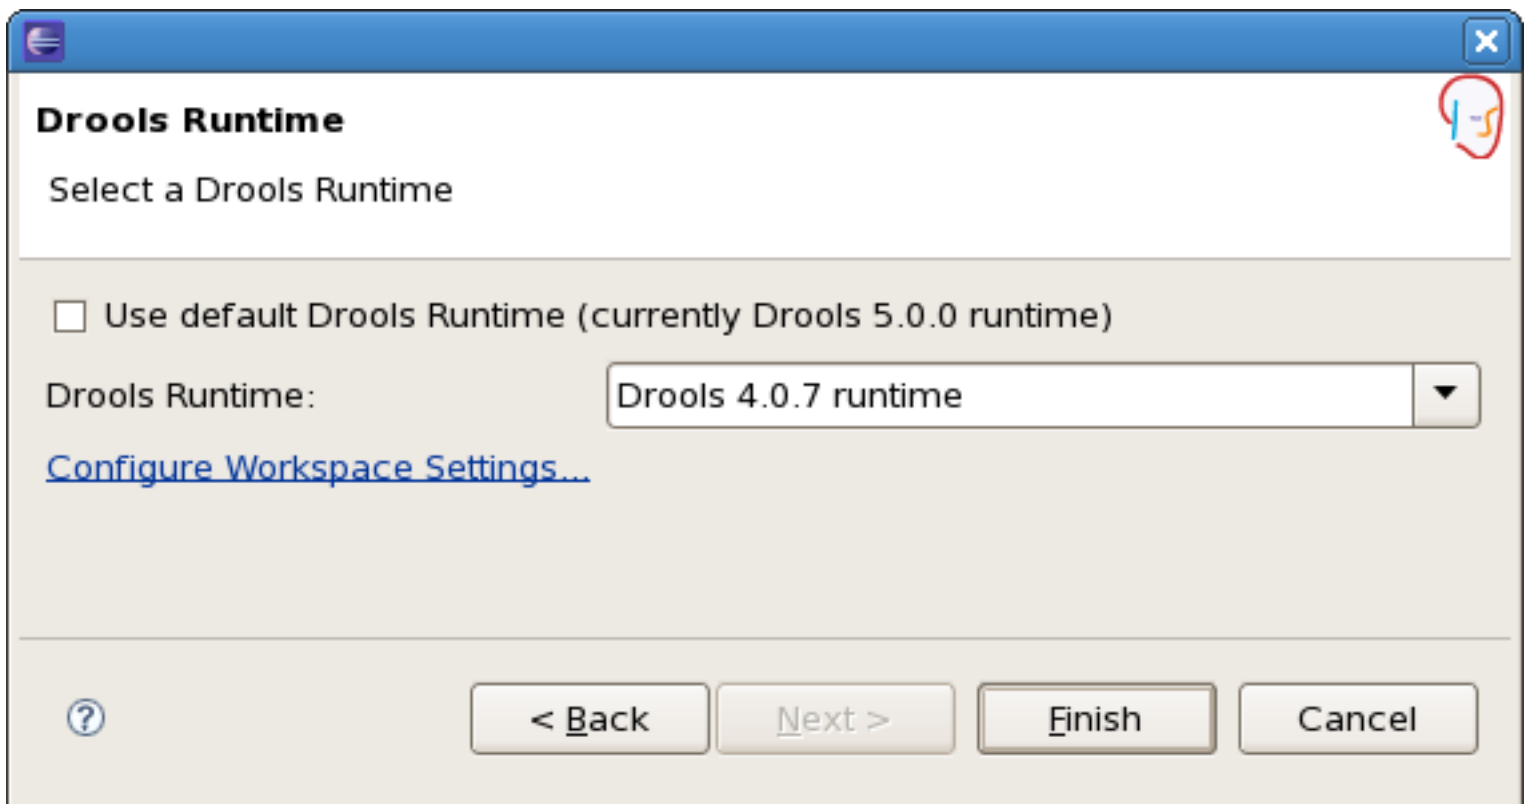 Drools Runtime
Select a Drools Runtime
Use default Drools Runtime (currently Drools 5.0.0 runtime)
Drools Runtime: Drools 4.0.7 runtime
Configure Workspace Settings...
? < Back Next > Finish Cancel